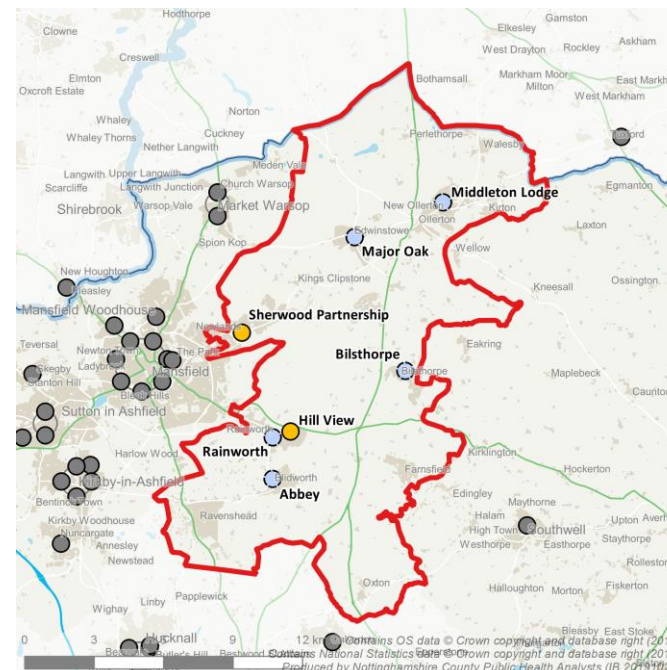 Hodthorpe
Clowne
Creswell
Elmton
Oxcroft Estate
Norton
Whaley
Cuckney
Whaley Thorns
Nether Langwith
Langwith Upper Langwith
Scarcliffe
Langwith Junction
Church Warsop
Meden Vale
Shirebrook
Warsop Vale
Market Warsop
Spion Kop
Gamston
Elkesley
Askham
West Drayton
Rockley
Bothamsall
Markham Moor
Milton
West Markham
Perlethorpe
Walesby
Egmanton
Middleton Lodge
New Ollerton
Ollerton
Kirton
Laxton
Edwinstowe
Major Oak
Wellow
Kneesall
Ossington
Kings Clipstone
New Houghton
Pleasley
Mansfield Woodhouse
Sherwood Partnership
Teversal
Skegby
Stanton Hill
Ladybrook
The Park
Mansfield
Bilsthorpe
Bilsthorpe
Eakring
Maplebeck
Sutton in Ashfield
Hill View
Rainworth
Rainworth
Harlow Wood
Kirklington
Hockerton
Farnsfield
Kirkby-in-Ashfield
Abbey
Blidworth
Edingley
Maythorne
Halam
High Town
Southwell
Westhorpe
Easthorpe
Kirkby Woodhouse
Nuncargate
Annesley
Newstead
Ravenshead
Halloughton
Morton
Fiskerton
Rolleston
Staythorpe
Upton
Oxton
Linby
Papplewick
Wighay
Hucknall
Bleasby
East Stoke
0 3 6 9 12 km
Contains OS data © Crown copyright and database right
Contains National Statistics data © Crown copyright and database right
Produced by Nottinghamshire County Public Health Analysts